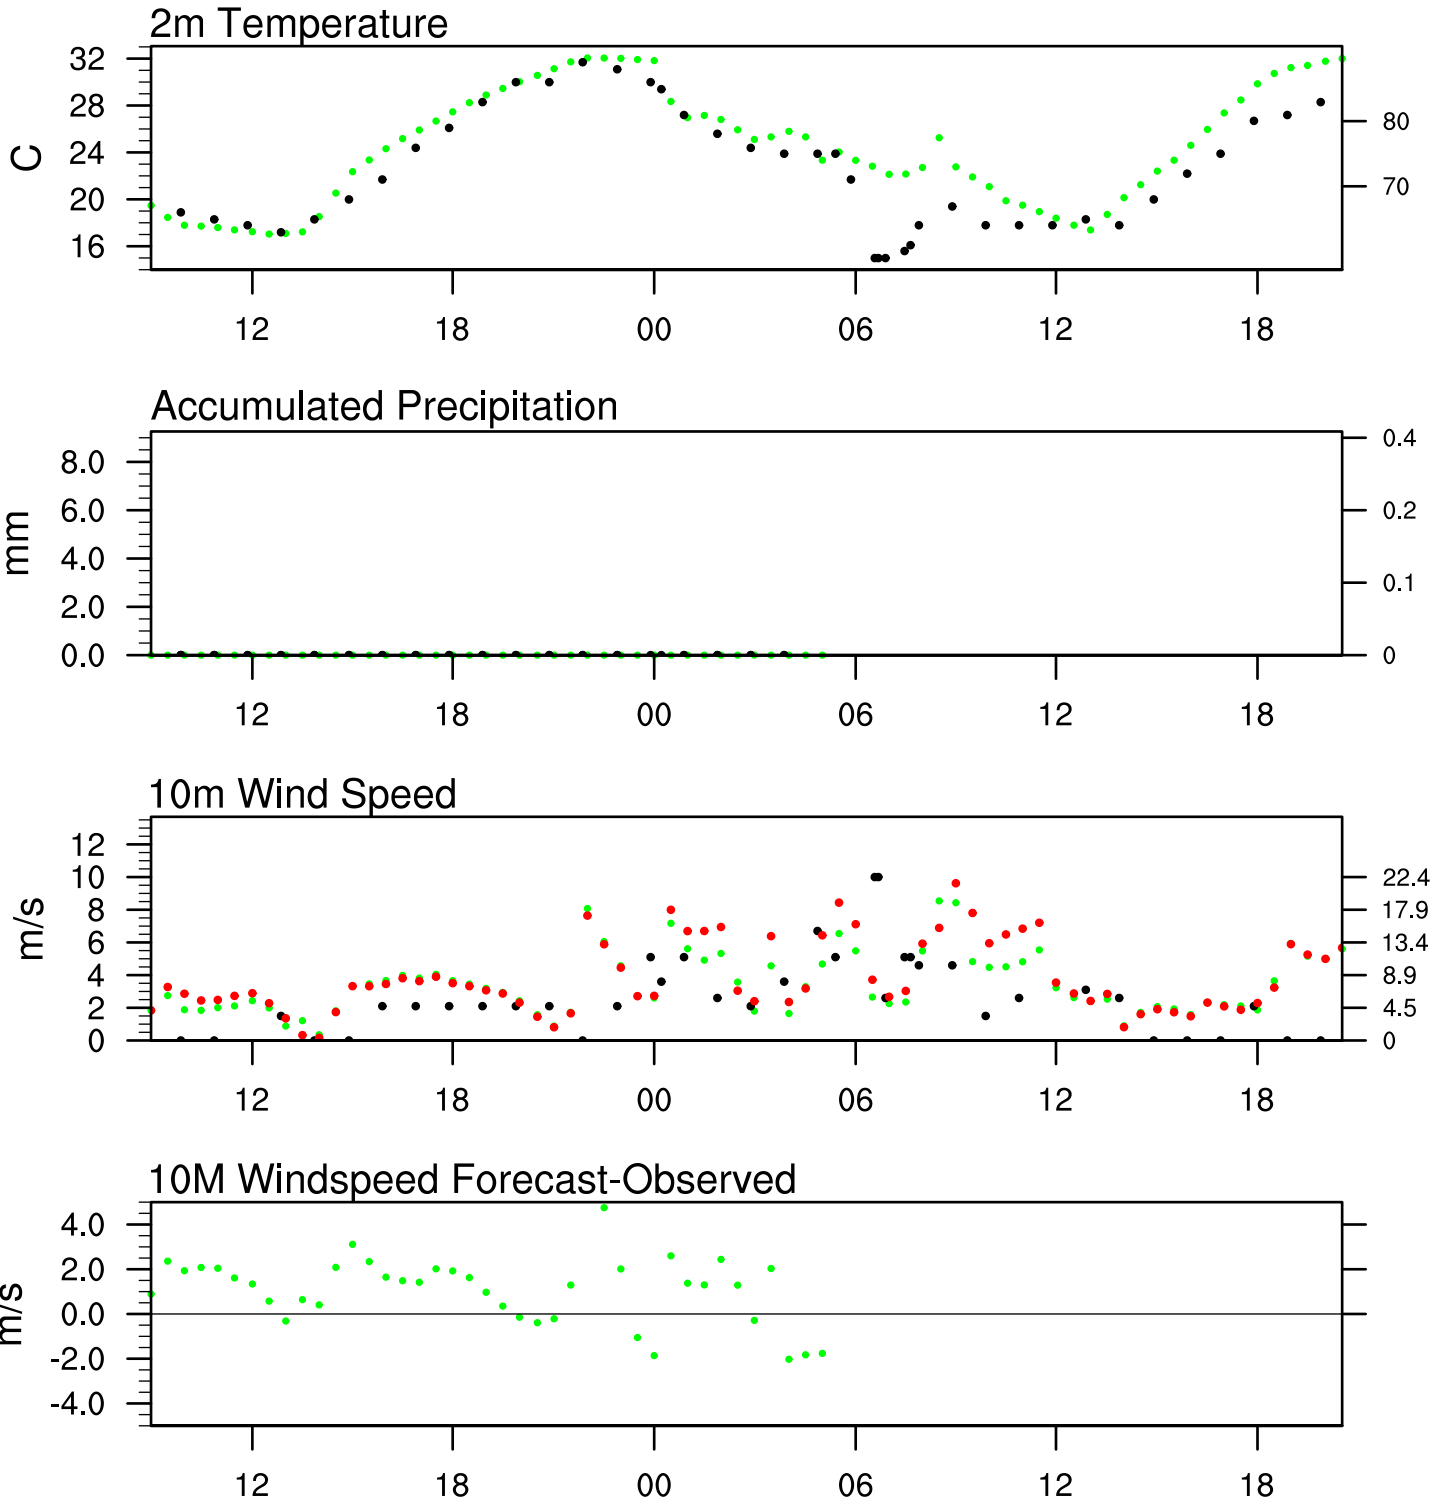 2m Temperature
32
28
24
20
16
C
80
70
12 18 00 06 12 18
Accumulated Precipitation
8.0
6.0
4.0
2.0
0.0
mm
0.4
0.2
0.1
0
12 18 00 06 12 18
10m Wind Speed
12
10
8
6
4
2
0
m/s
22.4
17.9
13.4
8.9
4.5
0
12 18 00 06 12 18
10M Windspeed Forecast-Observed
4.0
2.0
0.0
-2.0
-4.0
m/s
12 18 00 06 12 18